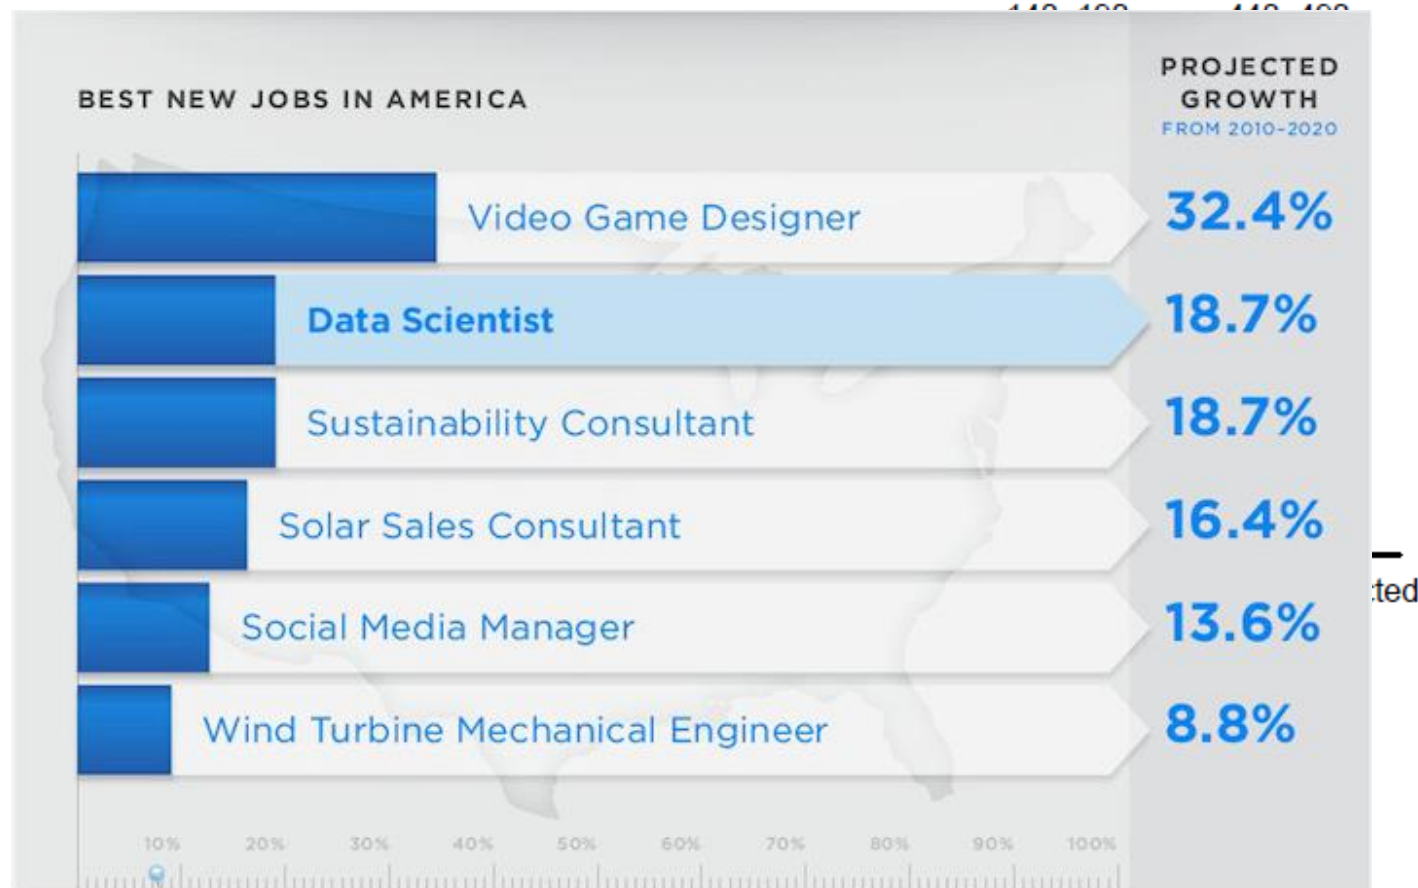 BEST NEW JOBS IN AMERICA
PROJECTED
GROWTH
FROM 2010-2020
Video Game Designer
32.4%
Data Scientist
18.7%
Sustainability Consultant
18.7%
Solar Sales Consultant
16.4%
Social Media Manager
13.6%
Wind Turbine Mechanical Engineer
8.8%
10% 20% 30% 40% 50% 60% 70% 80% 90% 100%